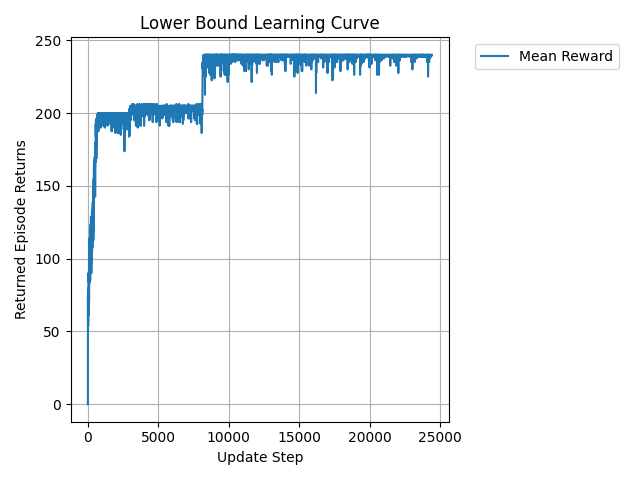 Lower Bound Learning Curve
Mean Reward
Returned Episode Returns
250
200
150
100
50
0
0 5000 10000 15000 20000 25000
Update Step